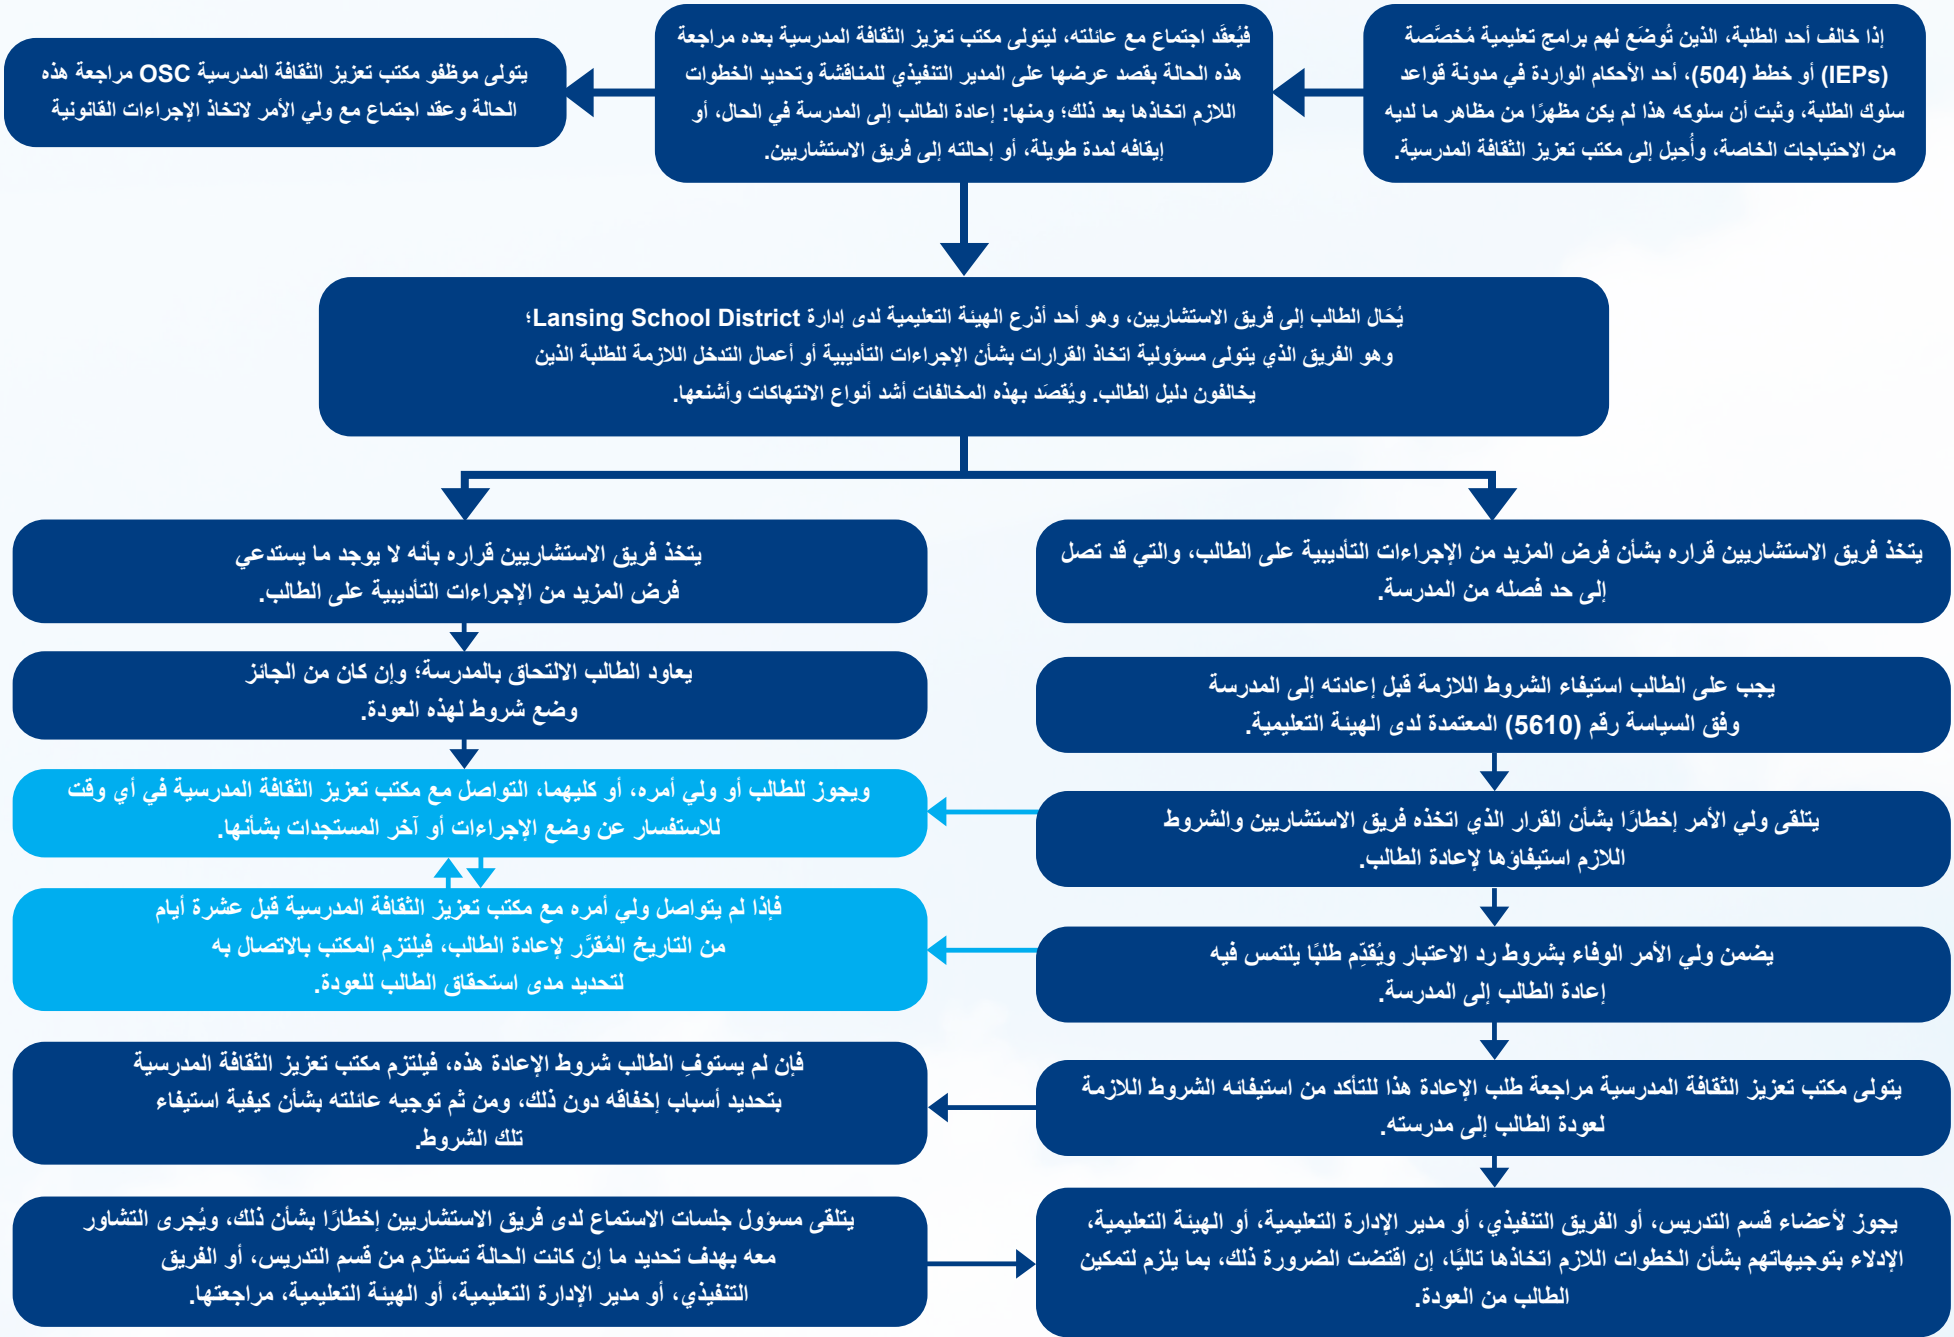 إذا خالف أحد الطلبة، الذين تُوضَع لهم برامج تعليمية مُخصَّصة
(IEPs) أو خطط (504)، أحد الأحكام الواردة في مدونة قواعد
سلوك الطلبة، وثبت أن سلوكه هذا لم يكن مظهرًا من مظاهر ما لديه
من الاحتياجات الخاصة، وأُحِيل إلى مكتب تعزيز الثقافة المدرسية.
فيُعقَد اجتماع مع عائلته، ليتولى مكتب تعزيز الثقافة المدرسية بعده مراجعة
هذه الحالة بقصد عرضها على المدير التنفيذي للمناقشة وتحديد الخطوات
اللازم اتخاذها بعد ذلك؛ ومنها: إعادة الطالب إلى المدرسة في الحال، أو
إيقافه لمدة طويلة، أو إحالته إلى فريق الاستشاريين.
يتولى موظفو مكتب تعزيز الثقافة المدرسية OSC مراجعة هذه
الحالة وعقد اجتماع مع ولي الأمر لاتخاذ الإجراءات القانونية
يُحَال الطالب إلى فريق الاستشاريين، وهو أحد أذرع الهيئة التعليمية لدى إدارة Lansing School District؛
وهو الفريق الذي يتولى مسؤولية اتخاذ القرارات بشأن الإجراءات التأديبية أو أعمال التدخل اللازمة للطلبة الذين
يخالفون دليل الطالب. ويُقصَد بهذه المخالفات أشد أنواع الانتهاكات وأشنعها.
يتخذ فريق الاستشاريين قراره بشأن فرض المزيد من الإجراءات التأديبية على الطالب، والتي قد تصل
إلى حد فصله من المدرسة.
يجب على الطالب استيفاء الشروط اللازمة قبل إعادته إلى المدرسة
وفق السياسة رقم (5610) المعتمدة لدى الهيئة التعليمية.
يتلقى ولي الأمر إخطارًا بشأن القرار الذي اتخذه فريق الاستشاريين والشروط
اللازم استيفاؤها لإعادة الطالب.
يضمن ولي الأمر الوفاء بشروط رد الاعتبار ويُقدِّم طلبًا يلتمس فيه
إعادة الطالب إلى المدرسة.
يتولى مكتب تعزيز الثقافة المدرسية مراجعة طلب الإعادة هذا للتأكد من استيفائه الشروط اللازمة
لعودة الطالب إلى مدرسته.
يجوز لأعضاء قسم التدريس، أو الفريق التنفيذي، أو مدير الإدارة التعليمية، أو الهيئة التعليمية،
الإدلاء بتوجيهاتهم بشأن الخطوات اللازم اتخاذها تاليًا، إن اقتضت الضرورة ذلك، بما يلزم لتمكين
الطالب من العودة.
يتخذ فريق الاستشاريين قراره بأنه لا يوجد ما يستدعي
فرض المزيد من الإجراءات التأديبية على الطالب.
يعاود الطالب الالتحاق بالمدرسة؛ وإن كان من الجائز
وضع شروط لهذه العودة.
ويجوز للطالب أو ولي أمره، أو كليهما، التواصل مع مكتب تعزيز الثقافة المدرسية في أي وقت
للاستفسار عن وضع الإجراءات أو آخر المستجدات بشأنها.
فإذا لم يتواصل ولي أمره مع مكتب تعزيز الثقافة المدرسية قبل عشرة أيام
من التاريخ المُقرَّر لإعادة الطالب، فيلتزم المكتب بالاتصال به
لتحديد مدى استحقاق الطالب للعودة.
فإن لم يستوفِ الطالب شروط الإعادة هذه، فيلتزم مكتب تعزيز الثقافة المدرسية
بتحديد أسباب إخفاقه دون ذلك، ومن ثم توجيه عائلته بشأن كيفية استيفاء
تلك الشروط.
يتلقى مسؤول جلسات الاستماع لدى فريق الاستشاريين إخطارًا بشأن ذلك، ويُجرى التشاور
معه بهدف تحديد ما إن كانت الحالة تستلزم من قسم التدريس، أو الفريق
التنفيذي، أو مدير الإدارة التعليمية، أو الهيئة التعليمية، مراجعتها.